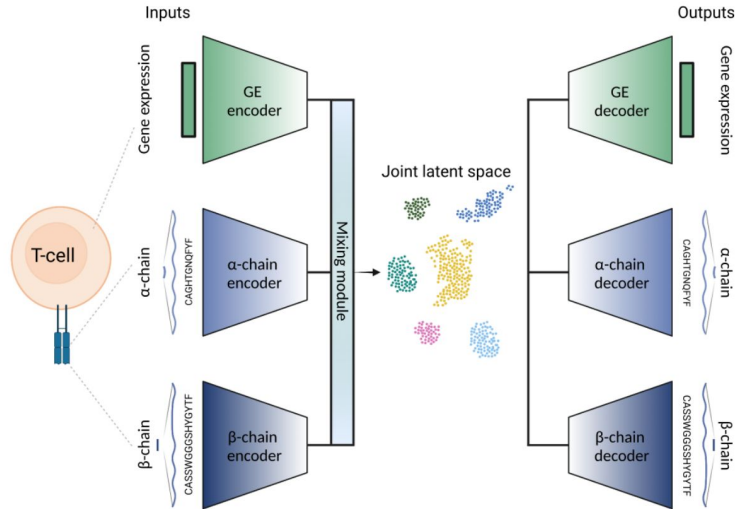 Inputs
Outputs
Gene expression
GE
encoder
GE
decoder
Gene expression
Joint latent space
Mixing module
T-cell
α-chain
CAGHTGNQFYF
α-chain
encoder
α-chain
decoder
CAGHTGNQFYF
α-chain
β-chain
CASSWGGGSHYGYTF
β-chain
encoder
β-chain
decoder
CASSWGGGSHYGYTF
β-chain